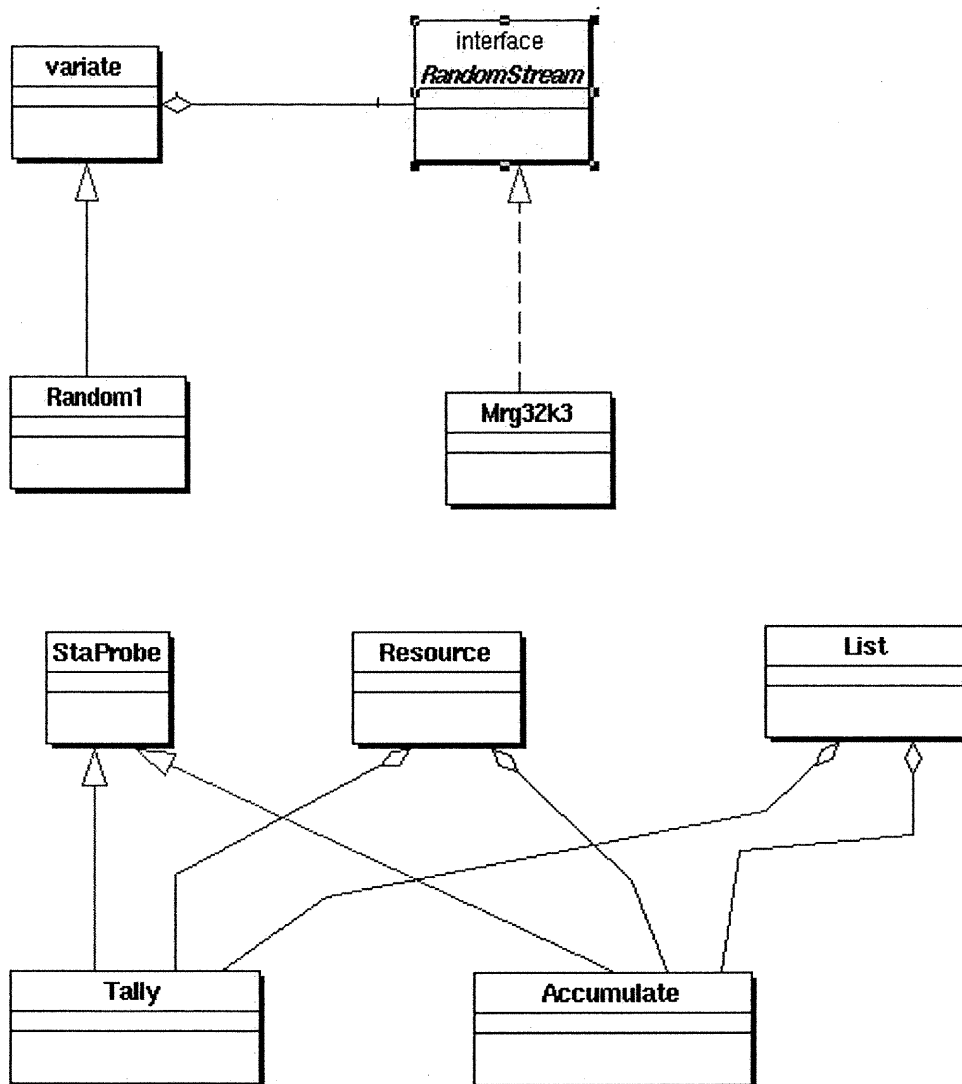 variate
interface
RandomStream
Random1
Mrg32k3
StaProbe
Resource
List
Tally
Accumulate